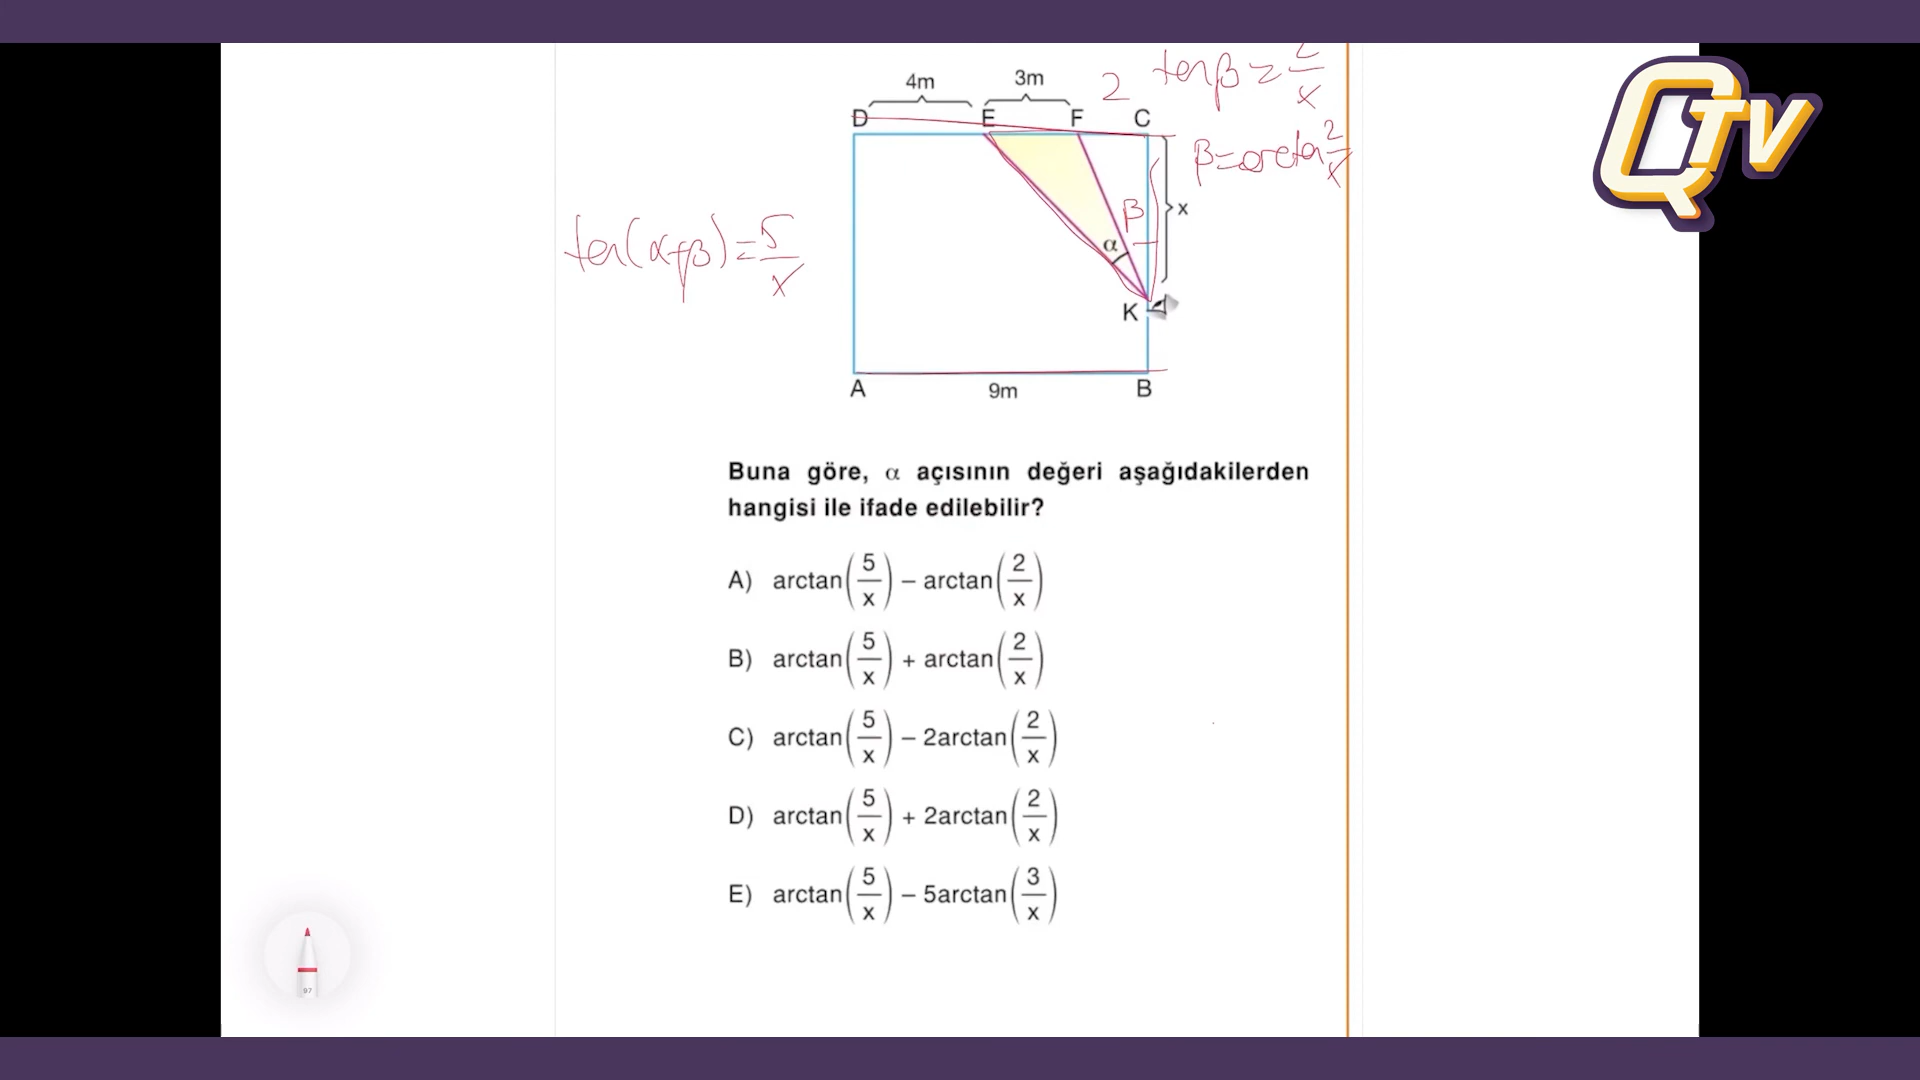 QTV
4m 3m 2 tanβ = 2/x
D E F C
β = arctan 2/x
β x
tan(α+β) = 5/x
α
K
A 9m B
Buna göre, α açısının değeri aşağıdakilerden
hangisi ile ifade edilebilir?
A) arctan(5/x) – arctan(2/x)
B) arctan(5/x) + arctan(2/x)
C) arctan(5/x) – 2arctan(2/x)
D) arctan(5/x) + 2arctan(2/x)
E) arctan(5/x) – 5arctan(3/x)
97